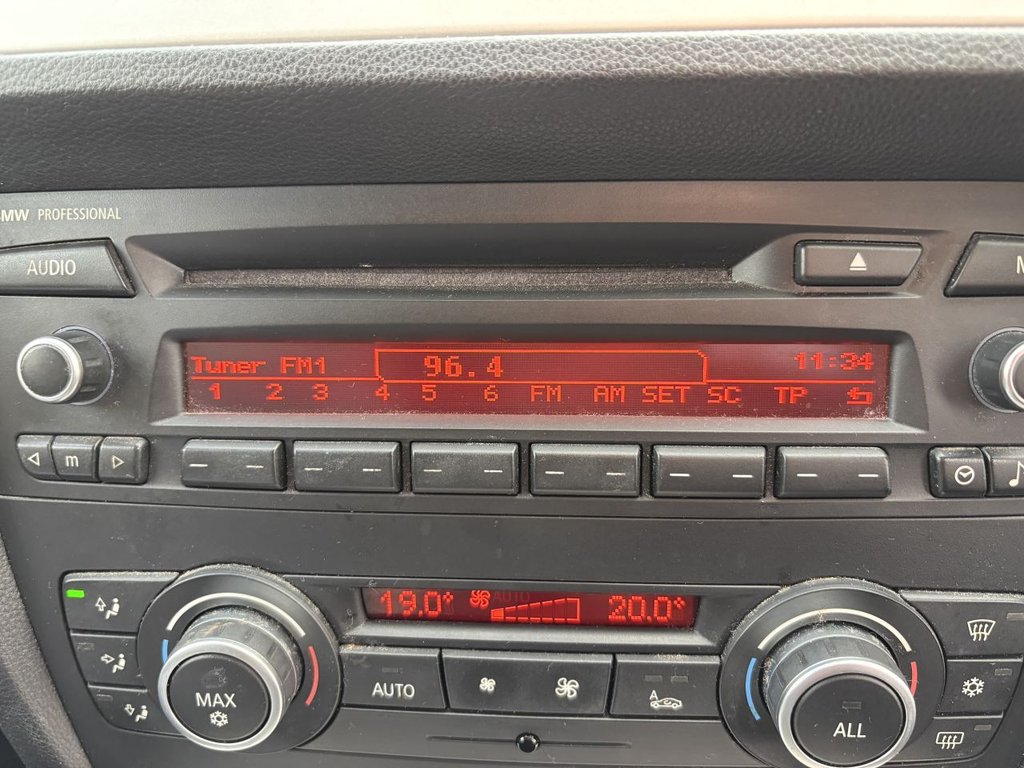 MW PROFESSIONAL
AUDIO
Tuner FM1 96.4 11:34
1 2 3 4 5 6 FM AM SET SC TP
m
19.0° AUTO 20.0°
MAX
AUTO
A
ALL